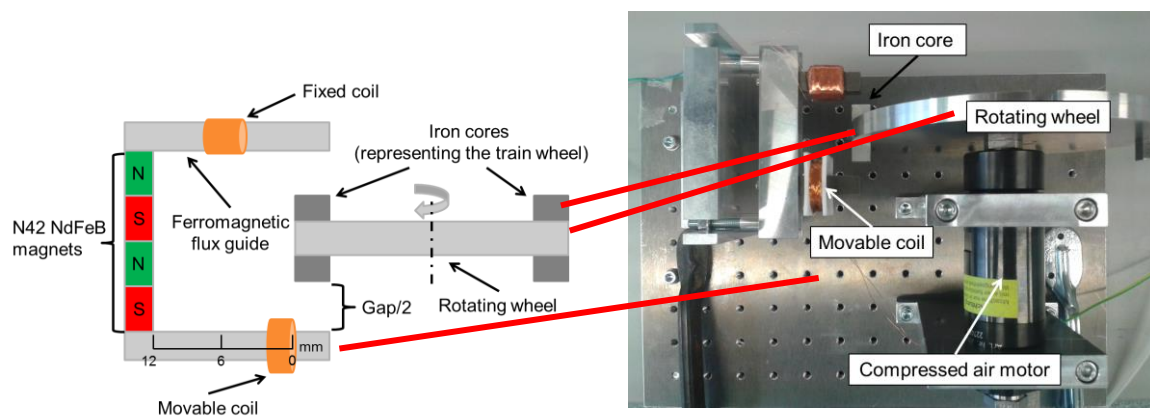 Fixed coil
Iron cores
(representing the train wheel)
N
S
N
S
N42 NdFeB
magnets
Ferromagnetic
flux guide
Rotating wheel
Gap/2
mm
12
6
0
Movable coil
Iron core
Rotating wheel
Movable coil
Compressed air motor